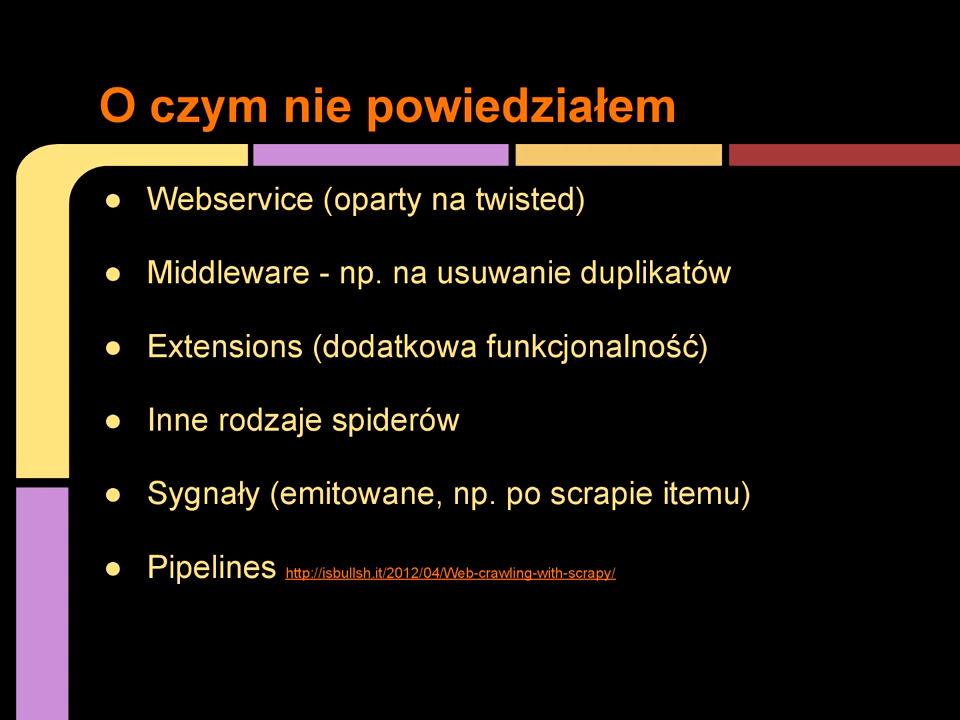 O czym nie powiedziałem
● Webservice (oparty na twisted)
● Middleware - np. na usuwanie duplikatów
● Extensions (dodatkowa funkcjonalność)
● Inne rodzaje spiderów
● Sygnały (emitowane, np. po scrapie itemu)
● Pipelines http://isbullsh.it/2012/04/Web-crawling-with-scrapy/